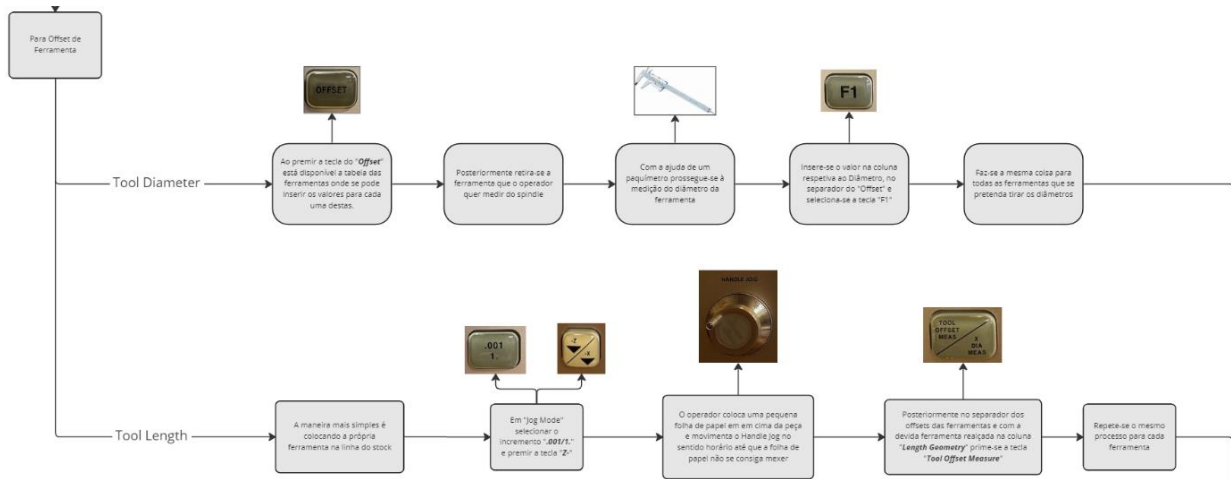 Para Offset de
Ferramenta
OFFSET
F1
Tool Diameter
Ao premir a tecla do "Offset"
está disponível a tabela das
ferramentas onde se pode
inserir os valores para cada
uma destas.
Posteriormente retira-se a
ferramenta que o operador
quer medir do spindle
Com a ajuda de um
paquímetro prossegue-se à
medição do diâmetro da
ferramenta
Insere-se o valor na coluna
respetiva ao Diâmetro, no
separador do "Offset" e
seleciona-se a tecla "F1"
Faz-se a mesma coisa para
todas as ferramentas que se
pretenda tirar os diâmetros
HANDLE JOG
.001
1.
-Z
-X
TOOL
OFFSET
MEAS
X
DIA
MEAS
Tool Length
A maneira mais simples é
colocando a própria
ferramenta na linha do stock
Em "Jog Mode"
selecionar o
incremento ".001/1."
e premir a tecla "Z-"
O operador coloca uma pequena
folha de papel em em cima da peça
e movimenta o Handle Jog no
sentido horário até que a folha de
papel não se consiga mexer
Posteriormente no separador dos
offsets das ferramentas e com a
devida ferramenta realçada na coluna
"Length Geometry" prime-se a tecla
"Tool Offset Measure"
Repete-se o mesmo
processo para cada
ferramenta